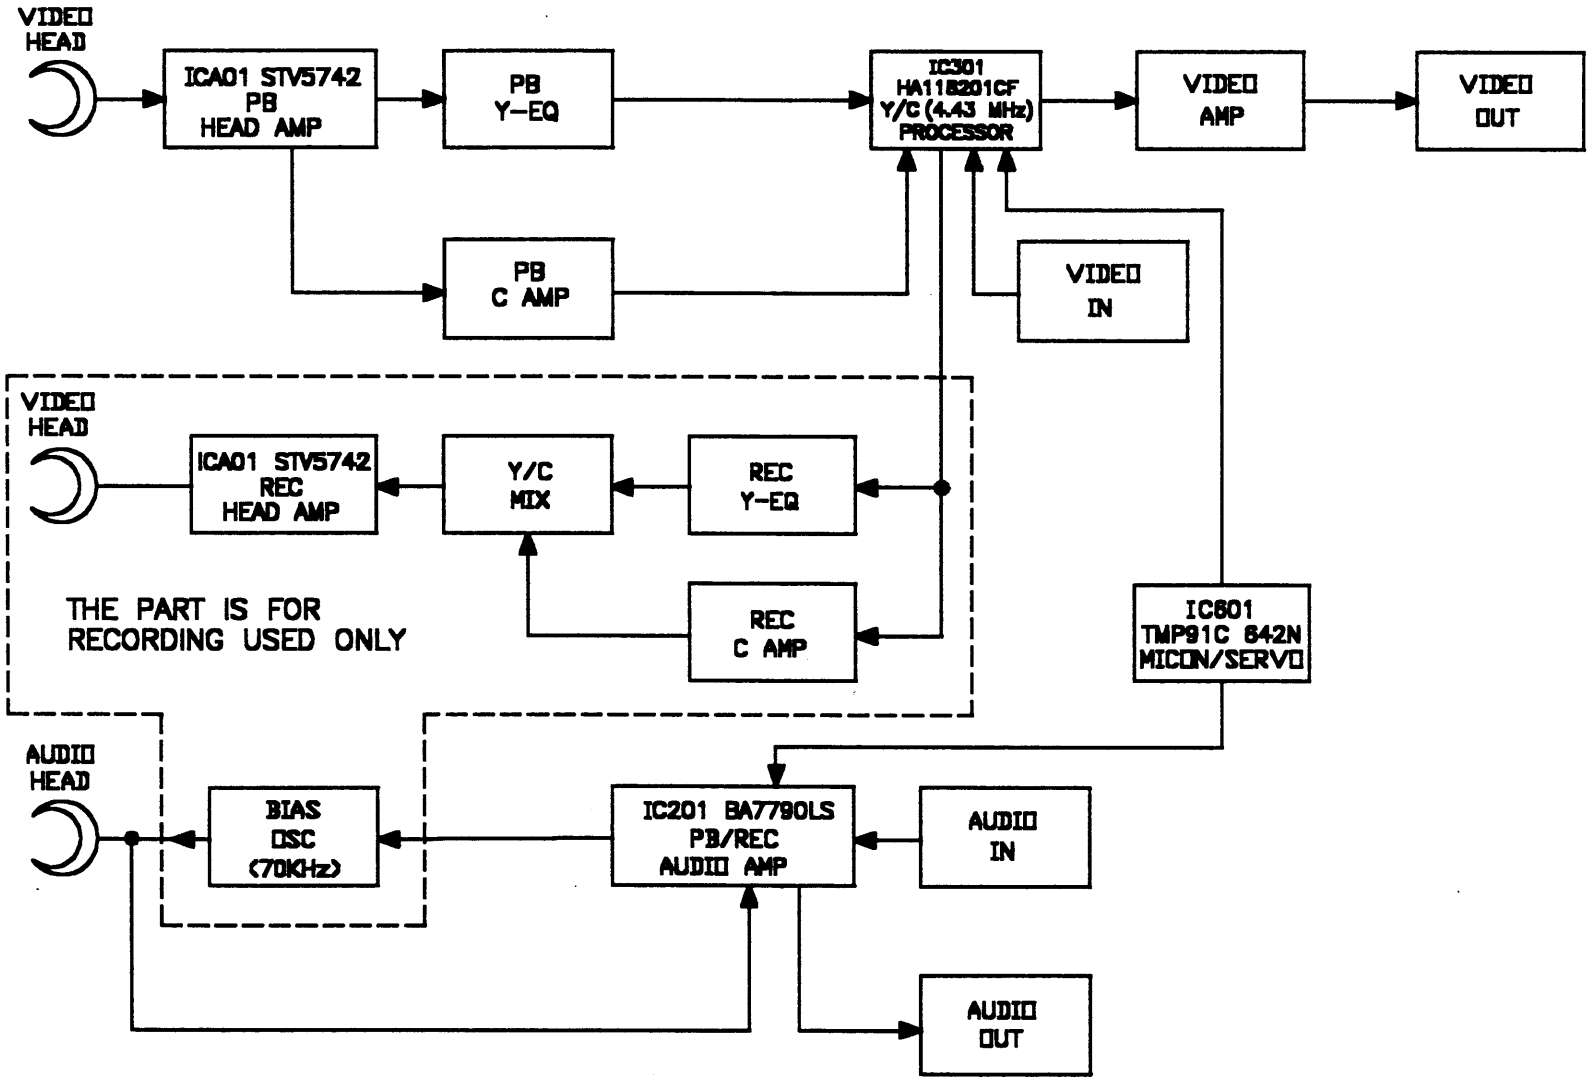 VIDEO
HEAD
ICA01 STV5742
PB
HEAD AMP
PB
Y-EQ
IC301
HA118201CF
Y/C (4.43 MHz)
PROCESSOR
VIDEO
AMP
VIDEO
OUT
PB
C AMP
VIDEO
IN
VIDEO
HEAD
ICA01 STV5742
REC
HEAD AMP
Y/C
MIX
REC
Y-EQ
REC
C AMP
THE PART IS FOR
RECORDING USED ONLY
IC601
TMP91C 642N
MICON/SERVO
AUDIO
HEAD
BIAS
OSC
(70KHz)
IC201 BA7790LS
PB/REC
AUDIO AMP
AUDIO
IN
AUDIO
OUT